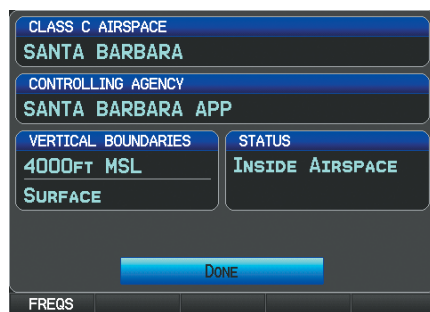 CLASS C AIRSPACE
SANTA BARBARA
CONTROLLING AGENCY
SANTA BARBARA APP
VERTICAL BOUNDARIES
4000FT MSL
SURFACE
STATUS
INSIDE AIRSPACE
DONE
FREQS